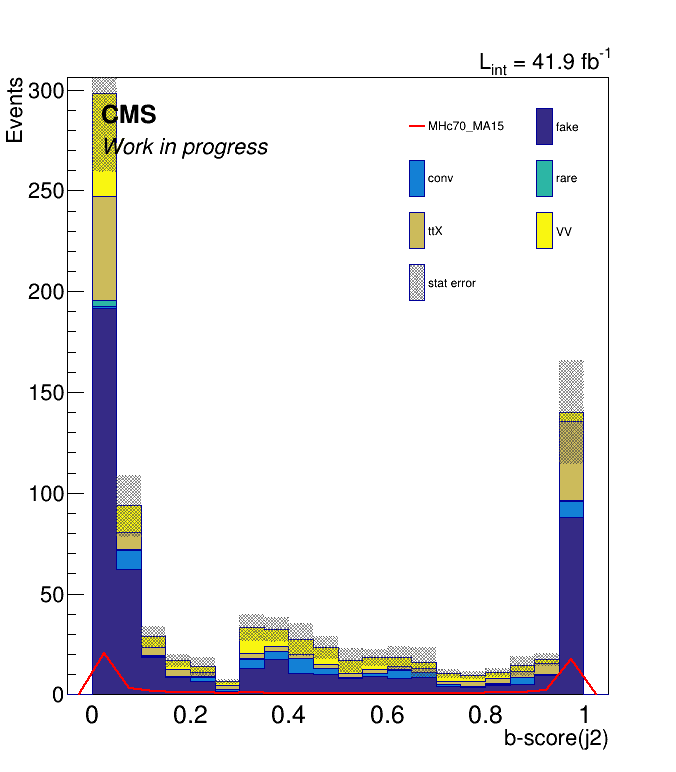 L_int = 41.9 fb^-1
Events
300
250
200
150
100
50
0
CMS
Work in progress
MHc70_MA15
fake
conv
rare
ttX
VV
stat error
0 0.2 0.4 0.6 0.8 1
b-score(j2)